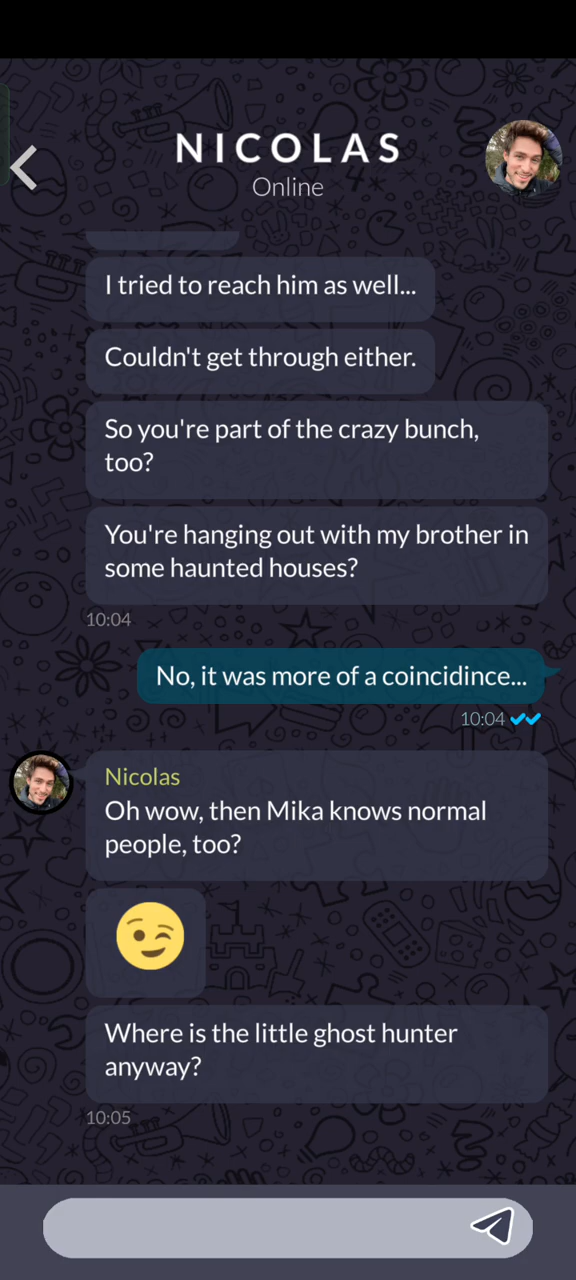 NICOLAS
Online
I tried to reach him as well...
Couldn't get through either.
So you're part of the crazy bunch,
too?
You're hanging out with my brother in
some haunted houses?
10:04
No, it was more of a coincidince...
10:04
Nicolas
Oh wow, then Mika knows normal
people, too?
Where is the little ghost hunter
anyway?
10:05